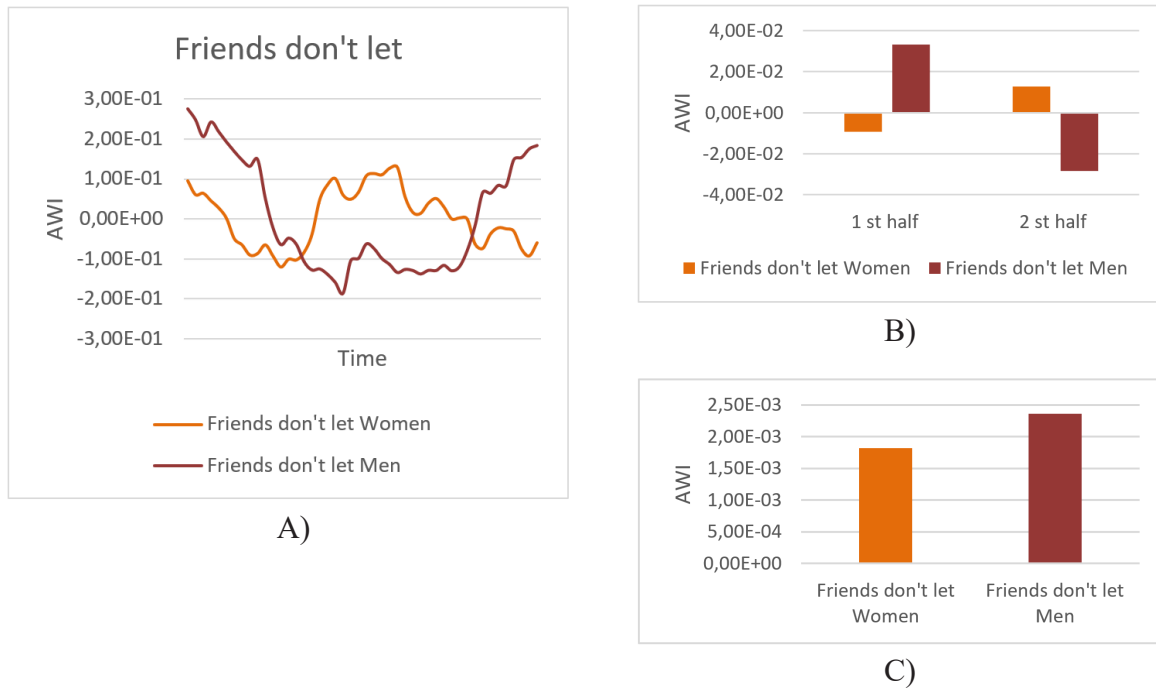 Friends don't let
3,00E-01
2,00E-01
1,00E-01
0,00E+00
-1,00E-01
-2,00E-01
-3,00E-01
AWI
Time
Friends don't let Women
Friends don't let Men
A)
4,00E-02
2,00E-02
0,00E+00
-2,00E-02
-4,00E-02
AWI
1 st half 2 st half
Friends don't let Women Friends don't let Men
B)
2,50E-03
2,00E-03
1,50E-03
1,00E-03
5,00E-04
0,00E+00
AWI
Friends don't let Friends don't let
Women Men
C)